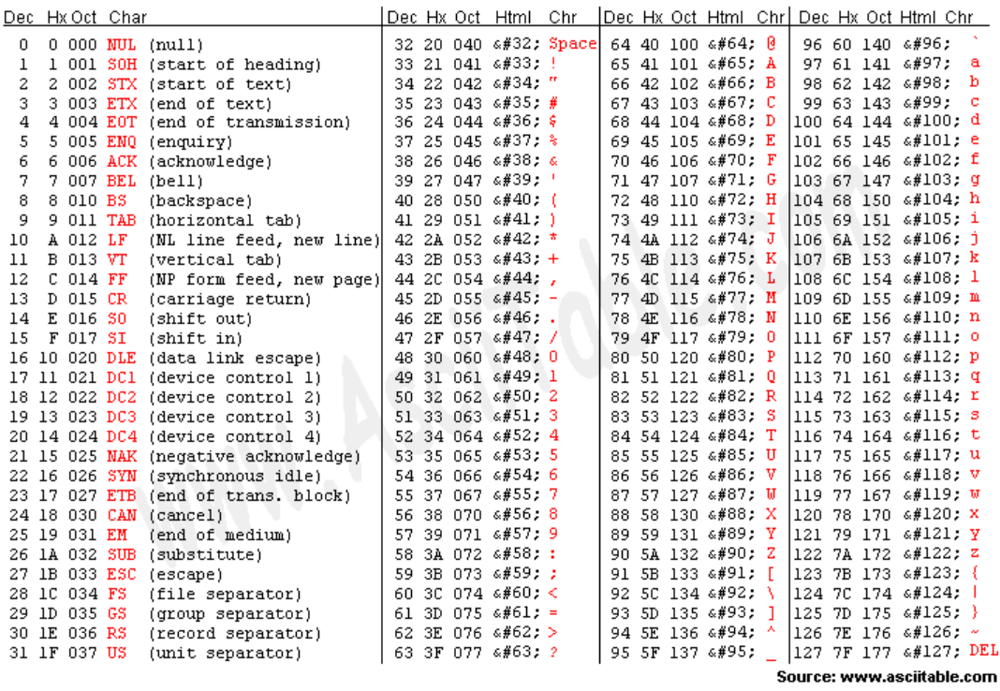 Dec Hx Oct Char Dec Hx Oct Html Chr Dec Hx Oct Html Chr Dec Hx Oct Html Chr
0 0 000 NUL (null) 32 20 040 &#32; Space 64 40 100 &#64; @ 96 60 140 &#96; `
1 1 001 SOH (start of heading) 33 21 041 &#33; ! 65 41 101 &#65; A 97 61 141 &#97; a
2 2 002 STX (start of text) 34 22 042 &#34; " 66 42 102 &#66; B 98 62 142 &#98; b
3 3 003 ETX (end of text) 35 23 043 &#35; # 67 43 103 &#67; C 99 63 143 &#99; c
4 4 004 EOT (end of transmission) 36 24 044 &#36; $ 68 44 104 &#68; D 100 64 144 &#100; d
5 5 005 ENQ (enquiry) 37 25 045 &#37; % 69 45 105 &#69; E 101 65 145 &#101; e
6 6 006 ACK (acknowledge) 38 26 046 &#38; & 70 46 106 &#70; F 102 66 146 &#102; f
7 7 007 BEL (bell) 39 27 047 &#39; ' 71 47 107 &#71; G 103 67 147 &#103; g
8 8 010 BS (backspace) 40 28 050 &#40; ( 72 48 110 &#72; H 104 68 150 &#104; h
9 9 011 TAB (horizontal tab) 41 29 051 &#41; ) 73 49 111 &#73; I 105 69 151 &#105; i
10 A 012 LF (NL line feed, new line) 42 2A 052 &#42; * 74 4A 112 &#74; J 106 6A 152 &#106; j
11 B 013 VT (vertical tab) 43 2B 053 &#43; + 75 4B 113 &#75; K 107 6B 153 &#107; k
12 C 014 FF (NP form feed, new page) 44 2C 054 &#44; , 76 4C 114 &#76; L 108 6C 154 &#108; l
13 D 015 CR (carriage return) 45 2D 055 &#45; - 77 4D 115 &#77; M 109 6D 155 &#109; m
14 E 016 SO (shift out) 46 2E 056 &#46; . 78 4E 116 &#78; N 110 6E 156 &#110; n
15 F 017 SI (shift in) 47 2F 057 &#47; / 79 4F 117 &#79; O 111 6F 157 &#111; o
16 10 020 DLE (data link escape) 48 30 060 &#48; 0 80 50 120 &#80; P 112 70 160 &#112; p
17 11 021 DC1 (device control 1) 49 31 061 &#49; 1 81 51 121 &#81; Q 113 71 161 &#113; q
18 12 022 DC2 (device control 2) 50 32 062 &#50; 2 82 52 122 &#82; R 114 72 162 &#114; r
19 13 023 DC3 (device control 3) 51 33 063 &#51; 3 83 53 123 &#83; S 115 73 163 &#115; s
20 14 024 DC4 (device control 4) 52 34 064 &#52; 4 84 54 124 &#84; T 116 74 164 &#116; t
21 15 025 NAK (negative acknowledge) 53 35 065 &#53; 5 85 55 125 &#85; U 117 75 165 &#117; u
22 16 026 SYN (synchronous idle) 54 36 066 &#54; 6 86 56 126 &#86; V 118 76 166 &#118; v
23 17 027 ETB (end of trans. block) 55 37 067 &#55; 7 87 57 127 &#87; W 119 77 167 &#119; w
24 18 030 CAN (cancel) 56 38 070 &#56; 8 88 58 130 &#88; X 120 78 170 &#120; x
25 19 031 EM (end of medium) 57 39 071 &#57; 9 89 59 131 &#89; Y 121 79 171 &#121; y
26 1A 032 SUB (substitute) 58 3A 072 &#58; : 90 5A 132 &#90; Z 122 7A 172 &#122; z
27 1B 033 ESC (escape) 59 3B 073 &#59; ; 91 5B 133 &#91; [ 123 7B 173 &#123; {
28 1C 034 FS (file separator) 60 3C 074 &#60; < 92 5C 134 &#92; \ 124 7C 174 &#124; |
29 1D 035 GS (group separator) 61 3D 075 &#61; = 93 5D 135 &#93; ] 125 7D 175 &#125; }
30 1E 036 RS (record separator) 62 3E 076 &#62; > 94 5E 136 &#94; ^ 126 7E 176 &#126; ~
31 1F 037 US (unit separator) 63 3F 077 &#63; ? 95 5F 137 &#95; _ 127 7F 177 &#127; DEL
Source: www.asciitable.com
www.AsciiTable.com